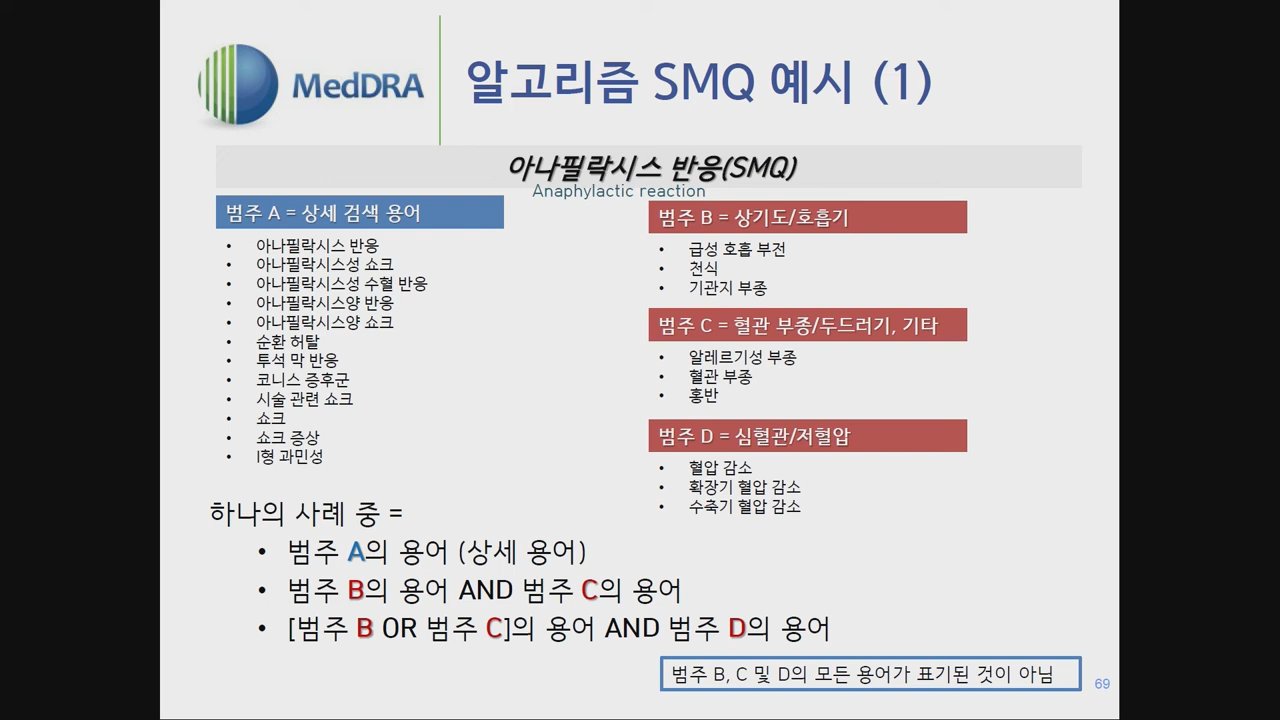 MedDRA
알고리즘 SMQ 예시 (1)
아나필락시스 반응(SMQ)
Anaphylactic reaction
범주 A = 상세 검색 용어
• 아나필락시스 반응
• 아나필락시스성 쇼크
• 아나필락시스성 수혈 반응
• 아나필락시스양 반응
• 아나필락시스양 쇼크
• 순환 허탈
• 투석 막 반응
• 코니스 증후군
• 시술 관련 쇼크
• 쇼크
• 쇼크 증상
• I형 과민성
범주 B = 상기도/호흡기
• 급성 호흡 부전
• 천식
• 기관지 부종
범주 C = 혈관 부종/두드러기, 기타
• 알레르기성 부종
• 혈관 부종
• 홍반
범주 D = 심혈관/저혈압
• 혈압 감소
• 확장기 혈압 감소
• 수축기 혈압 감소
하나의 사례 중 =
• 범주 A의 용어 (상세 용어)
• 범주 B의 용어 AND 범주 C의 용어
• [범주 B OR 범주 C]의 용어 AND 범주 D의 용어
범주 B, C 및 D의 모든 용어가 표기된 것이 아님
69